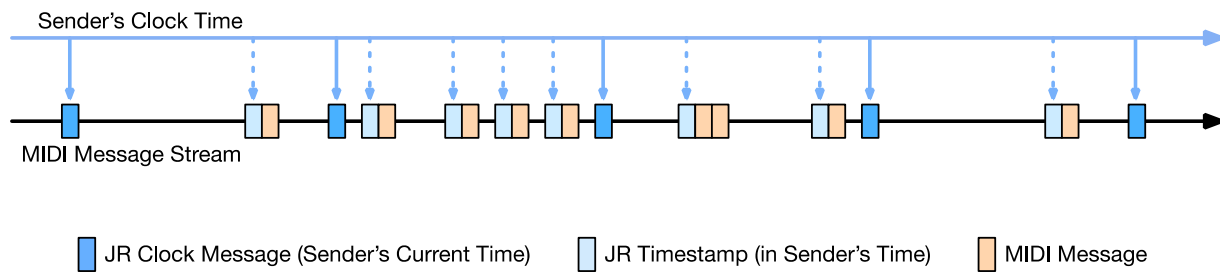 Sender’s Clock Time
MIDI Message Stream
JR Clock Message (Sender’s Current Time)
JR Timestamp (in Sender’s Time)
MIDI Message